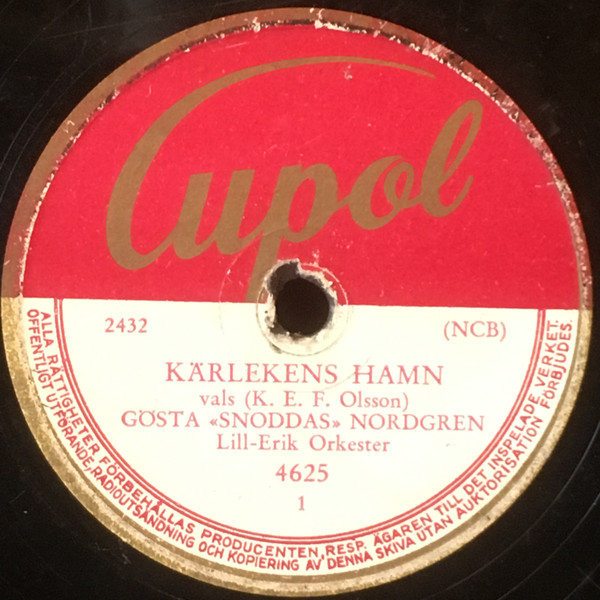 Cupol
2432 (NCB)
KÄRLEKENS HAMN
vals (K. E. F. Olsson)
GÖSTA «SNODDAS» NORDGREN
Lill-Erik Orkester
4625
1
ALLA RÄTTIGHETER FÖRBEHÅLLAS PRODUCENTEN, RESP. ÄGAREN TILL DET INSPELADE VERKET.
ÖFFENTLIGT UTFÖRANDE, RADIOUTSÄNDNING OCH KOPIERING AV DENNA SKIVA UTAN AUKTORISATION FÖRBJUDES.